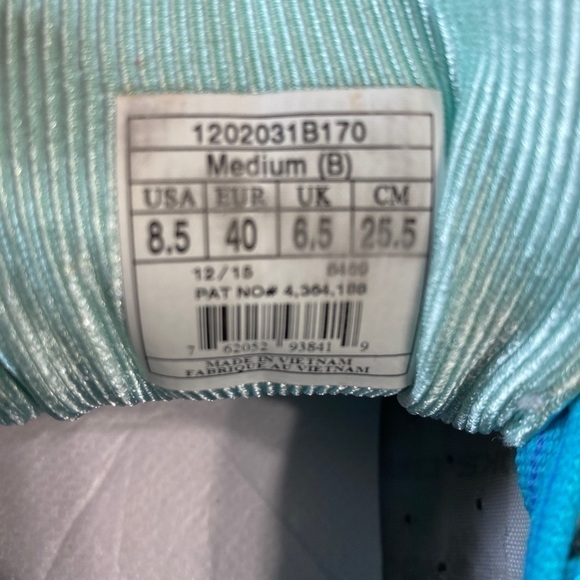 1202031B170
Medium (B)
USA EUR UK CM
8.5 40 6.5 25.5
12/15 8489
PAT NO# 4,364,188
7 62052 93841 9
MADE IN VIETNAM
FABRIQUE AU VIETNAM